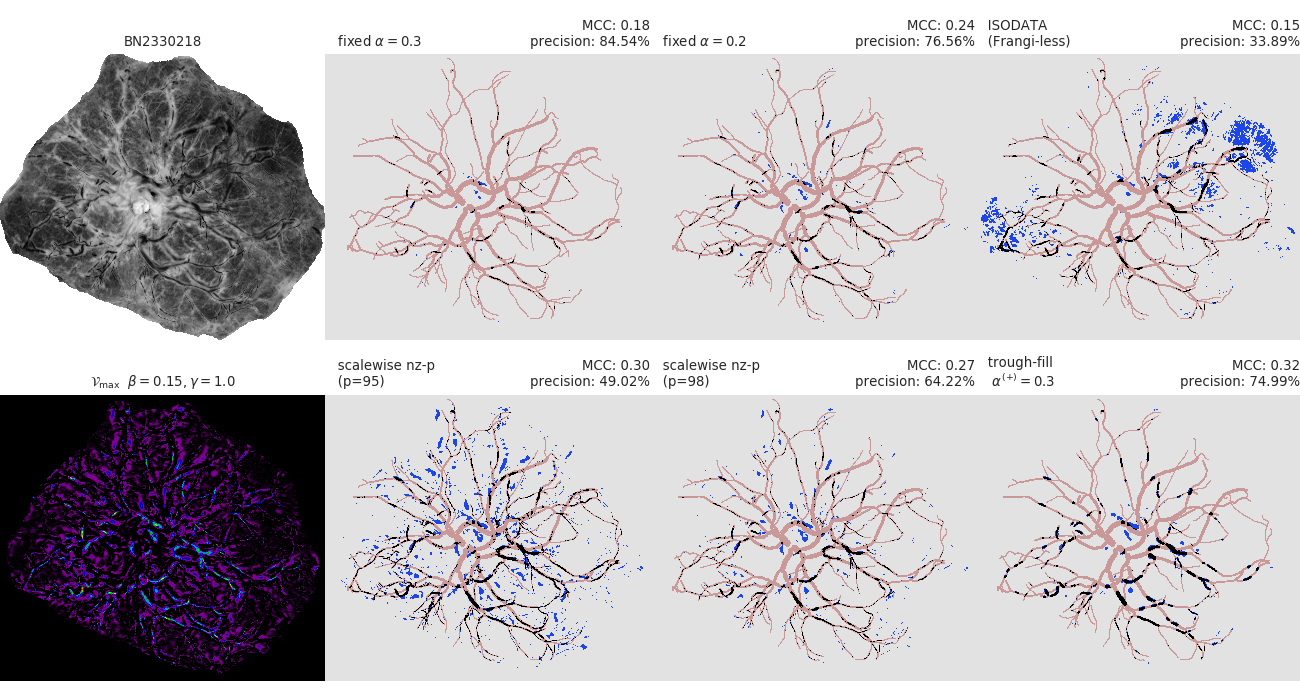 BN2330218
fixed α = 0.3
MCC: 0.18
precision: 84.54%
fixed α = 0.2
MCC: 0.24
precision: 76.56%
ISODATA
(Frangi-less)
MCC: 0.15
precision: 33.89%
𝒱max β = 0.15, γ = 1.0
scalewise nz-p
(p=95)
MCC: 0.30
precision: 49.02%
scalewise nz-p
(p=98)
MCC: 0.27
precision: 64.22%
trough-fill
α(+) = 0.3
MCC: 0.32
precision: 74.99%